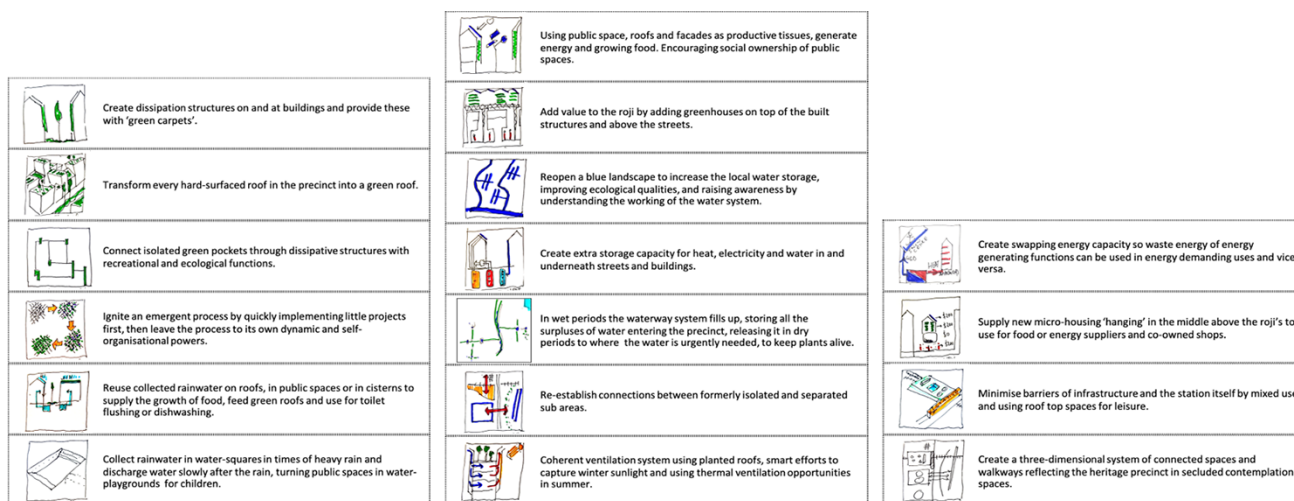 Create dissipation structures on and at buildings and provide these
with ‘green carpets’.
Transform every hard-surfaced roof in the precinct into a green roof.
Connect isolated green pockets through dissipative structures with
recreational and ecological functions.
Ignite an emergent process by quickly implementing little projects
first, then leave the process to its own dynamic and self-
organisational powers.
Reuse collected rainwater on roofs, in public spaces or in cisterns to
supply the growth of food, feed green roofs and use for toilet
flushing or dishwashing.
Collect rainwater in water-squares in times of heavy rain and
discharge water slowly after the rain, turning public spaces in water-
playgrounds for children.
Using public space, roofs and facades as productive tissues, generate
energy and growing food. Encouraging social ownership of public
spaces.
Add value to the roji by adding greenhouses on top of the built
structures and above the streets.
Reopen a blue landscape to increase the local water storage,
improving ecological qualities, and raising awareness by
understanding the working of the water system.
Create extra storage capacity for heat, electricity and water in and
underneath streets and buildings.
In wet periods the waterway system fills up, storing all the
surpluses of water entering the precinct, releasing it in dry
periods to where the water is urgently needed, to keep plants alive.
Re-establish connections between formerly isolated and separated
sub areas.
Coherent ventilation system using planted roofs, smart efforts to
capture winter sunlight and using thermal ventilation opportunities
in summer.
Create swapping energy capacity so waste energy of energy
generating functions can be used in energy demanding uses and vice
versa.
Supply new micro-housing ‘hanging’ in the middle above the roji’s to
use for food or energy suppliers and co-owned shops.
Minimise barriers of infrastructure and the station itself by mixed use
and using roof top spaces for leisure.
Create a three-dimensional system of connected spaces and
walkways reflecting the heritage precinct in secluded contemplation
spaces.